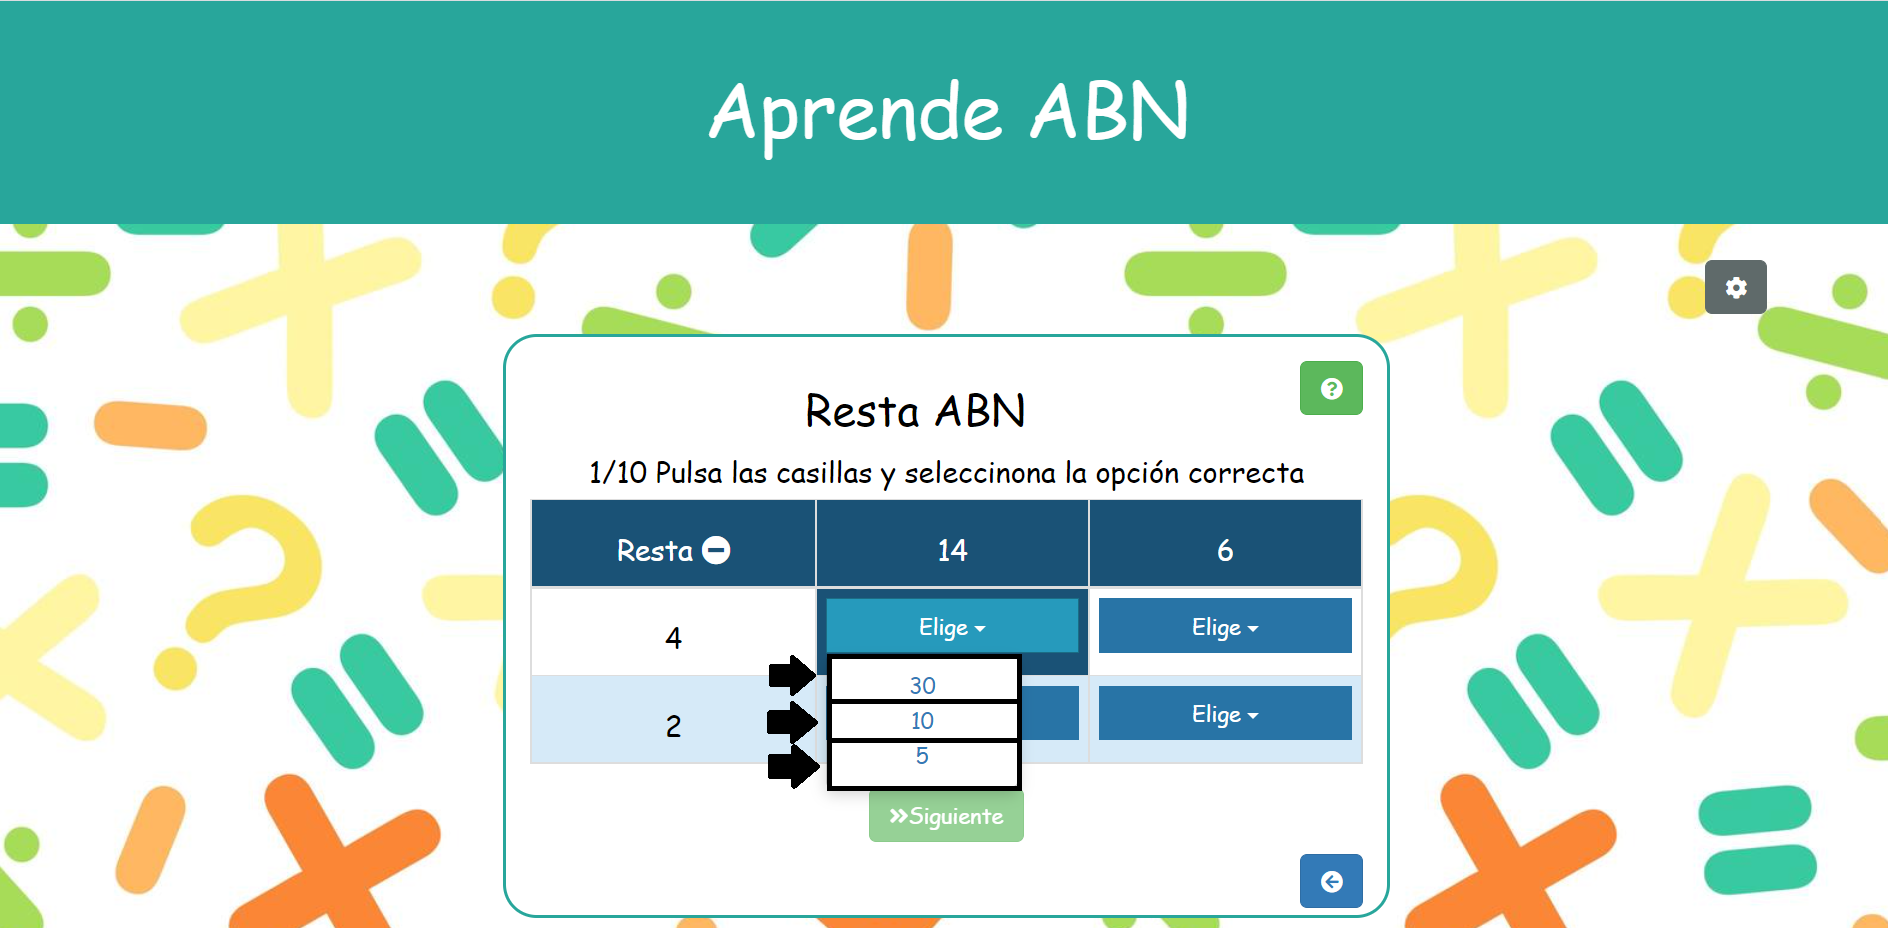 Aprende ABN
Resta ABN
1/10 Pulsa las casillas y seleccinona la opción correcta
Resta 14 6
4 Elige Elige
30
10
5
2 Elige
Siguiente